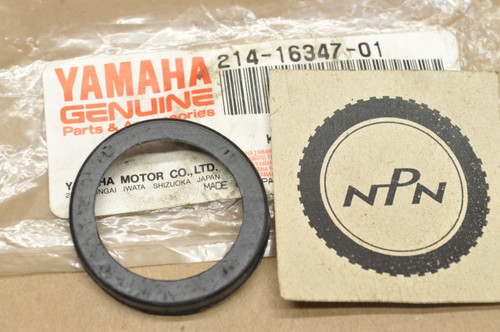 YAMAHA
GENUINE
Parts & Accessories
214-16347-01
YAMAHA MOTOR CO., LTD.
IWATA SHIZUOKA JAPAN
MADE
NPN